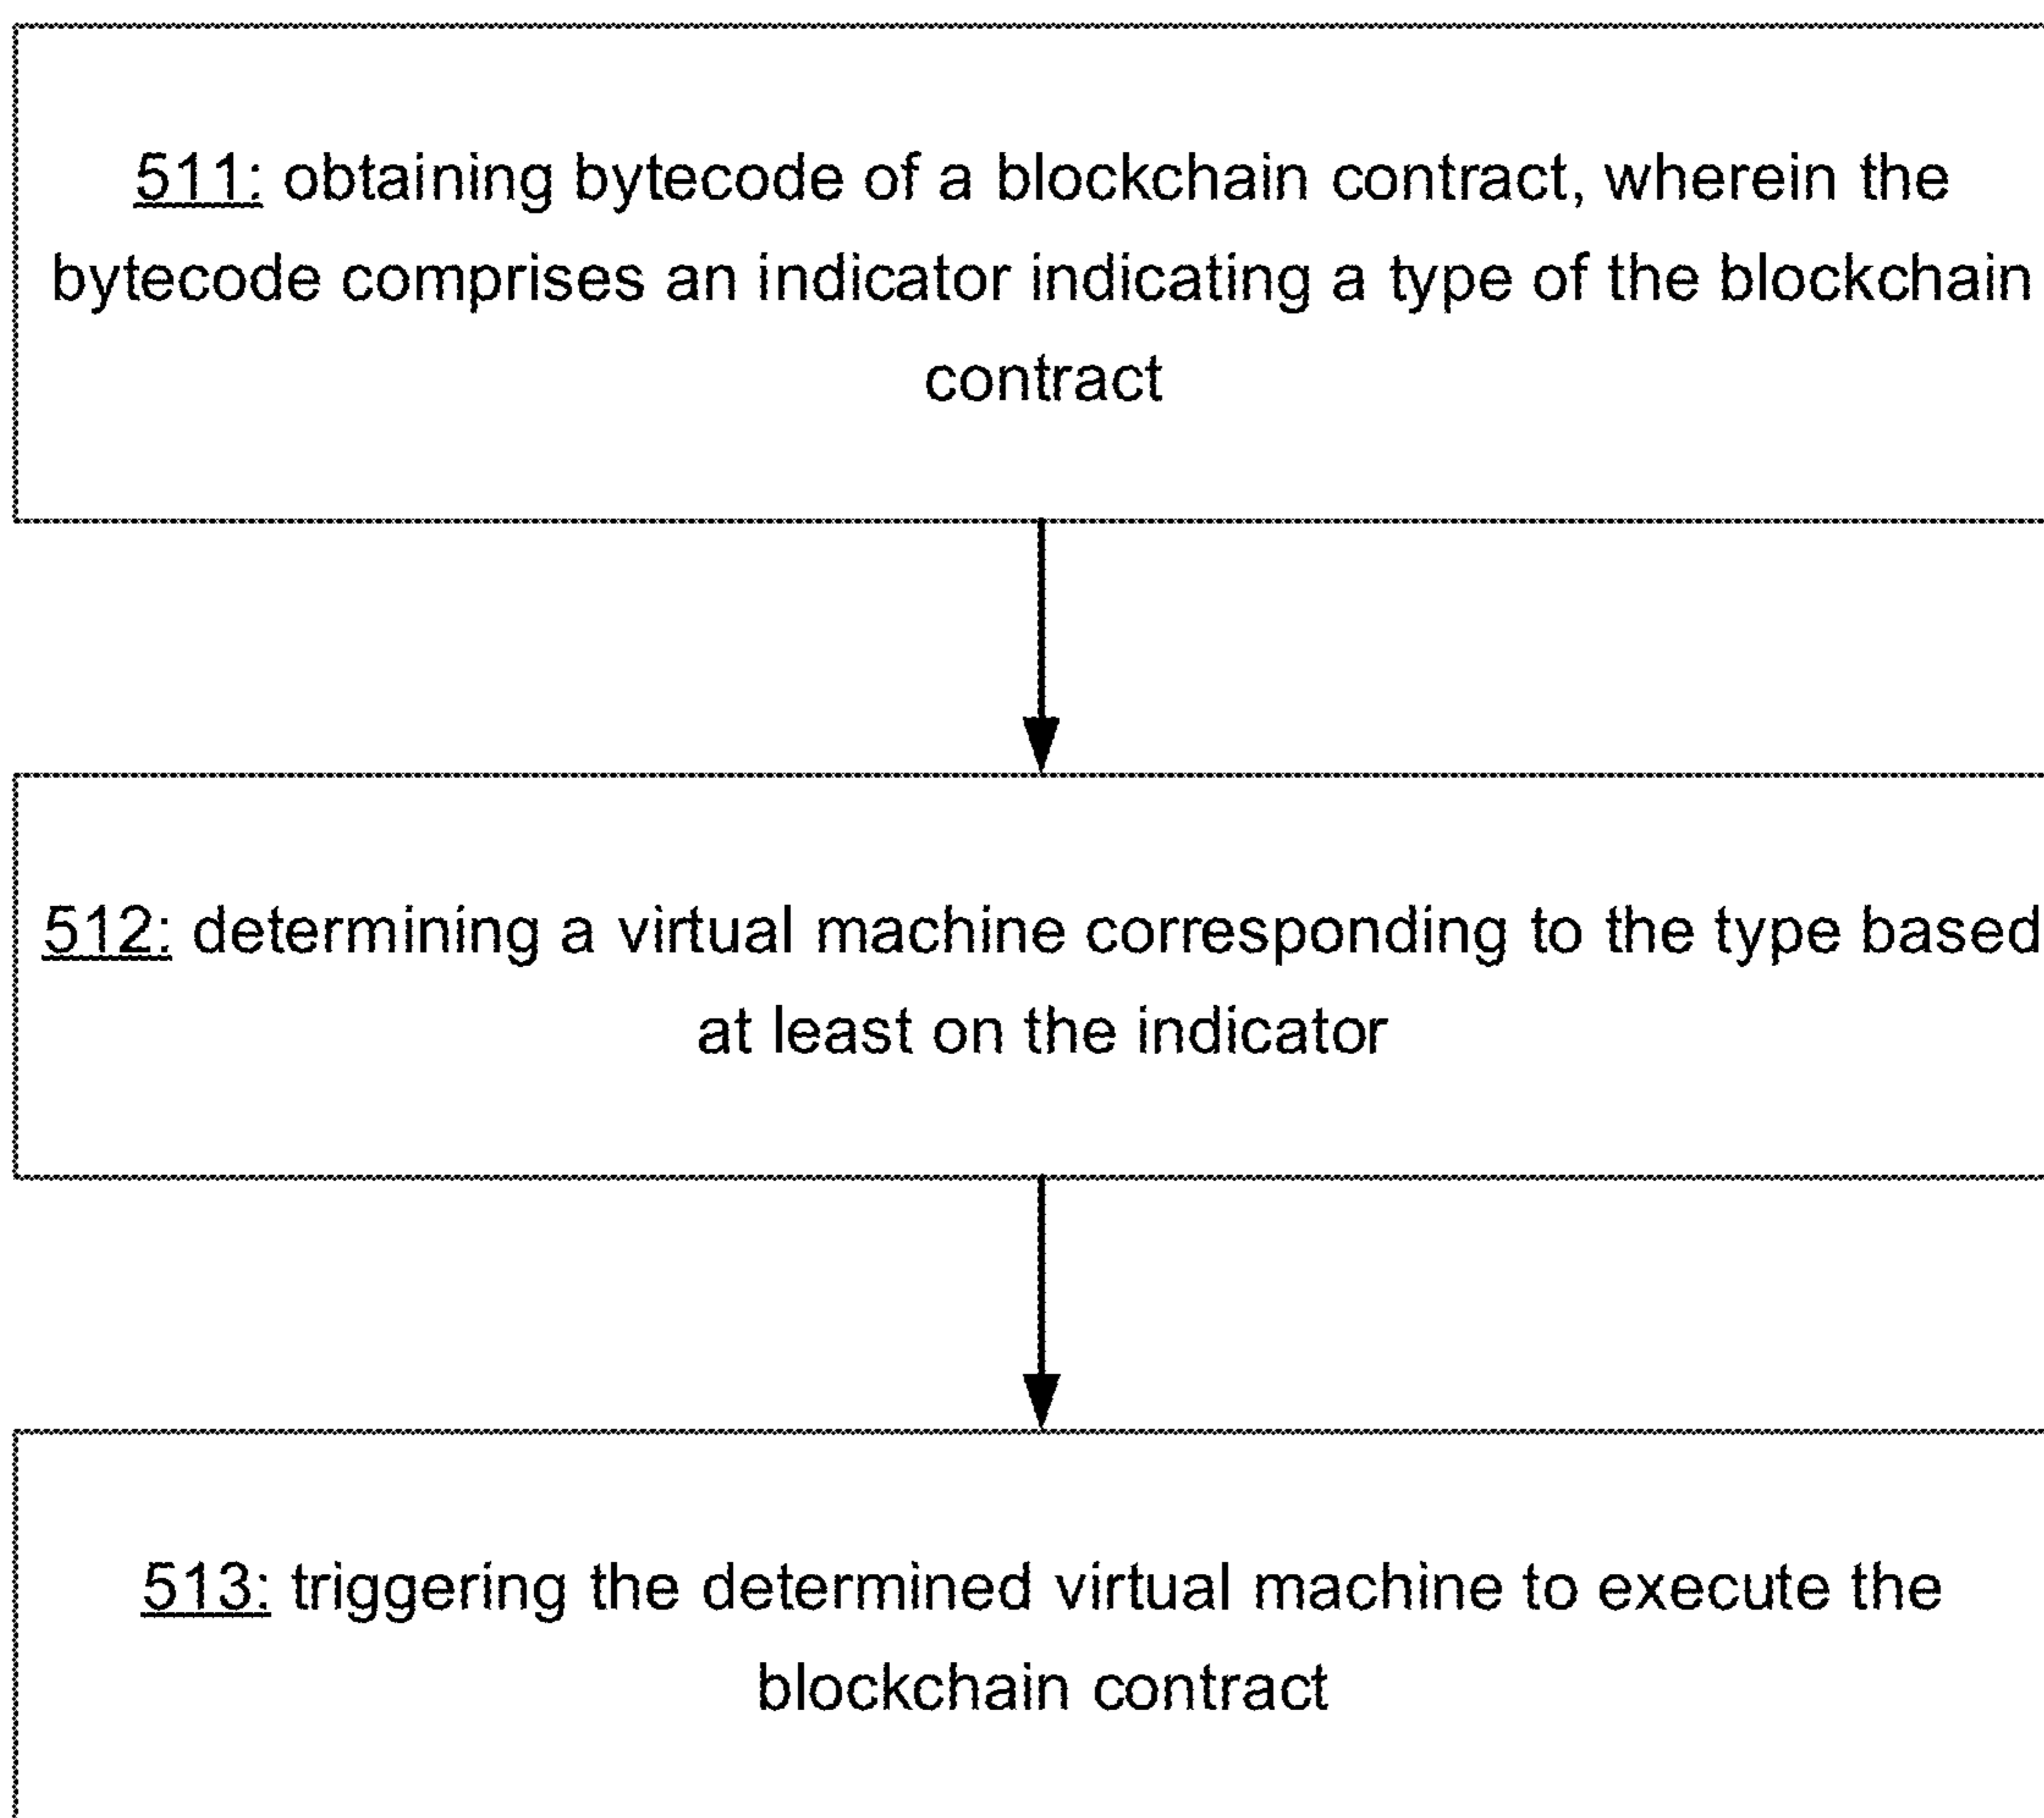 511: obtaining bytecode of a blockchain contract, wherein the
bytecode comprises an indicator indicating a type of the blockchain
contract
512: determining a virtual machine corresponding to the type based
at least on the indicator
513: triggering the determined virtual machine to execute the
blockchain contract